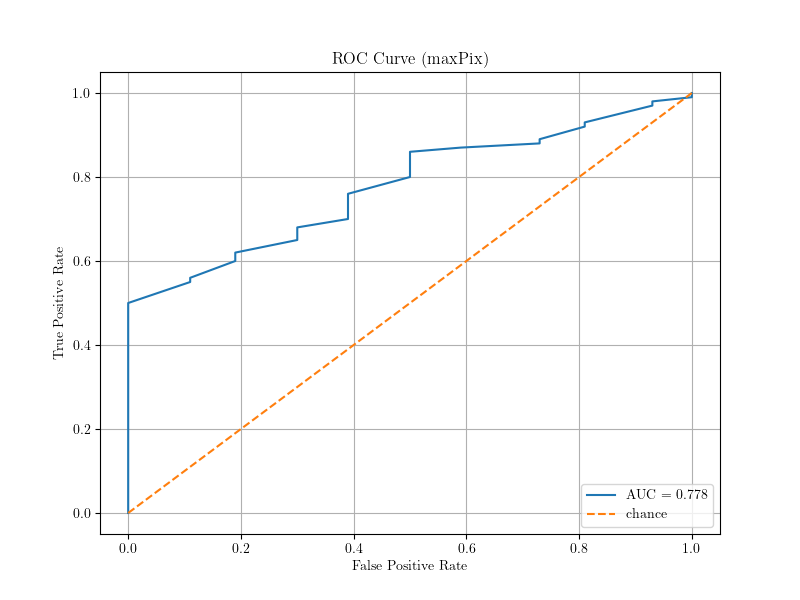 ROC Curve (maxPix)
True Positive Rate
1.0
0.8
0.6
0.4
0.2
0.0
AUC = 0.778
chance
0.0 0.2 0.4 0.6 0.8 1.0
False Positive Rate